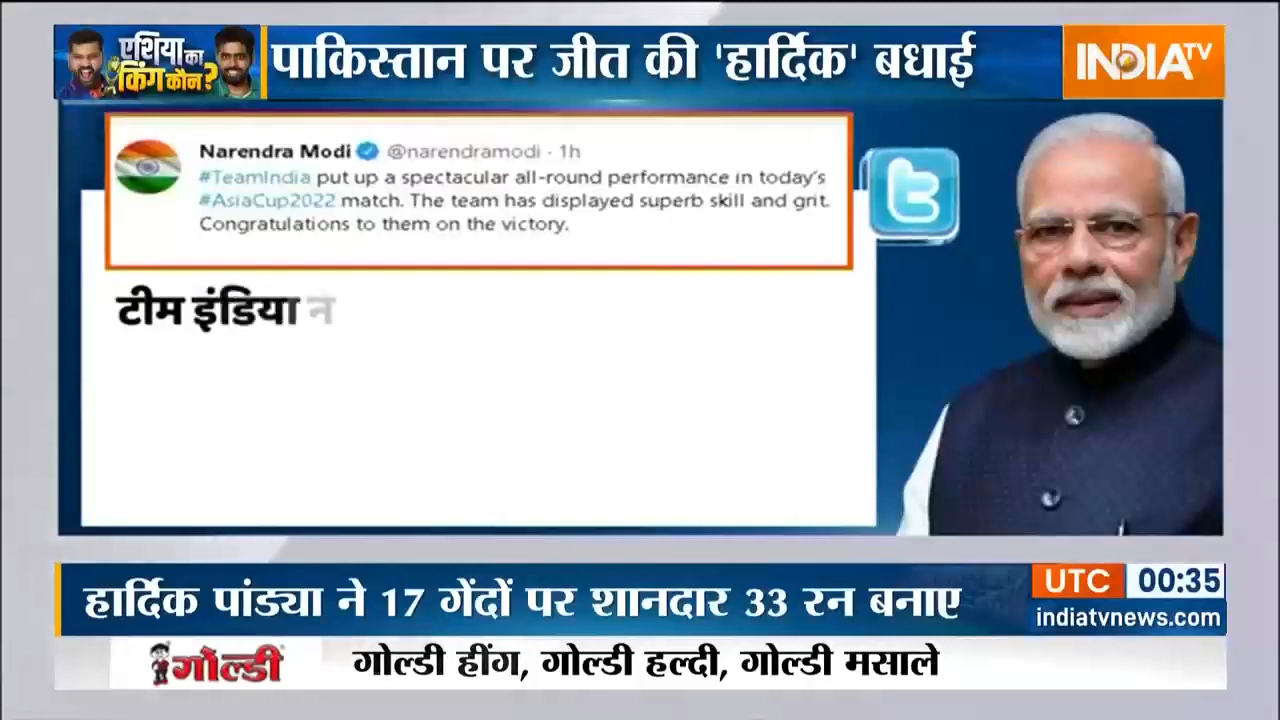 एशिया का
किंग कौन?
पाकिस्तान पर जीत की 'हार्दिक' बधाई
INDIA TV
Narendra Modi @narendramodi · 1h
#TeamIndia put up a spectacular all-round performance in today's
#AsiaCup2022 match. The team has displayed superb skill and grit.
Congratulations to them on the victory.
टीम इंडिया न
हार्दिक पांड्या ने 17 गेंदों पर शानदार 33 रन बनाए
UTC 00:35
indiatvnews.com
गोल्डी
गोल्डी हींग, गोल्डी हल्दी, गोल्डी मसाले